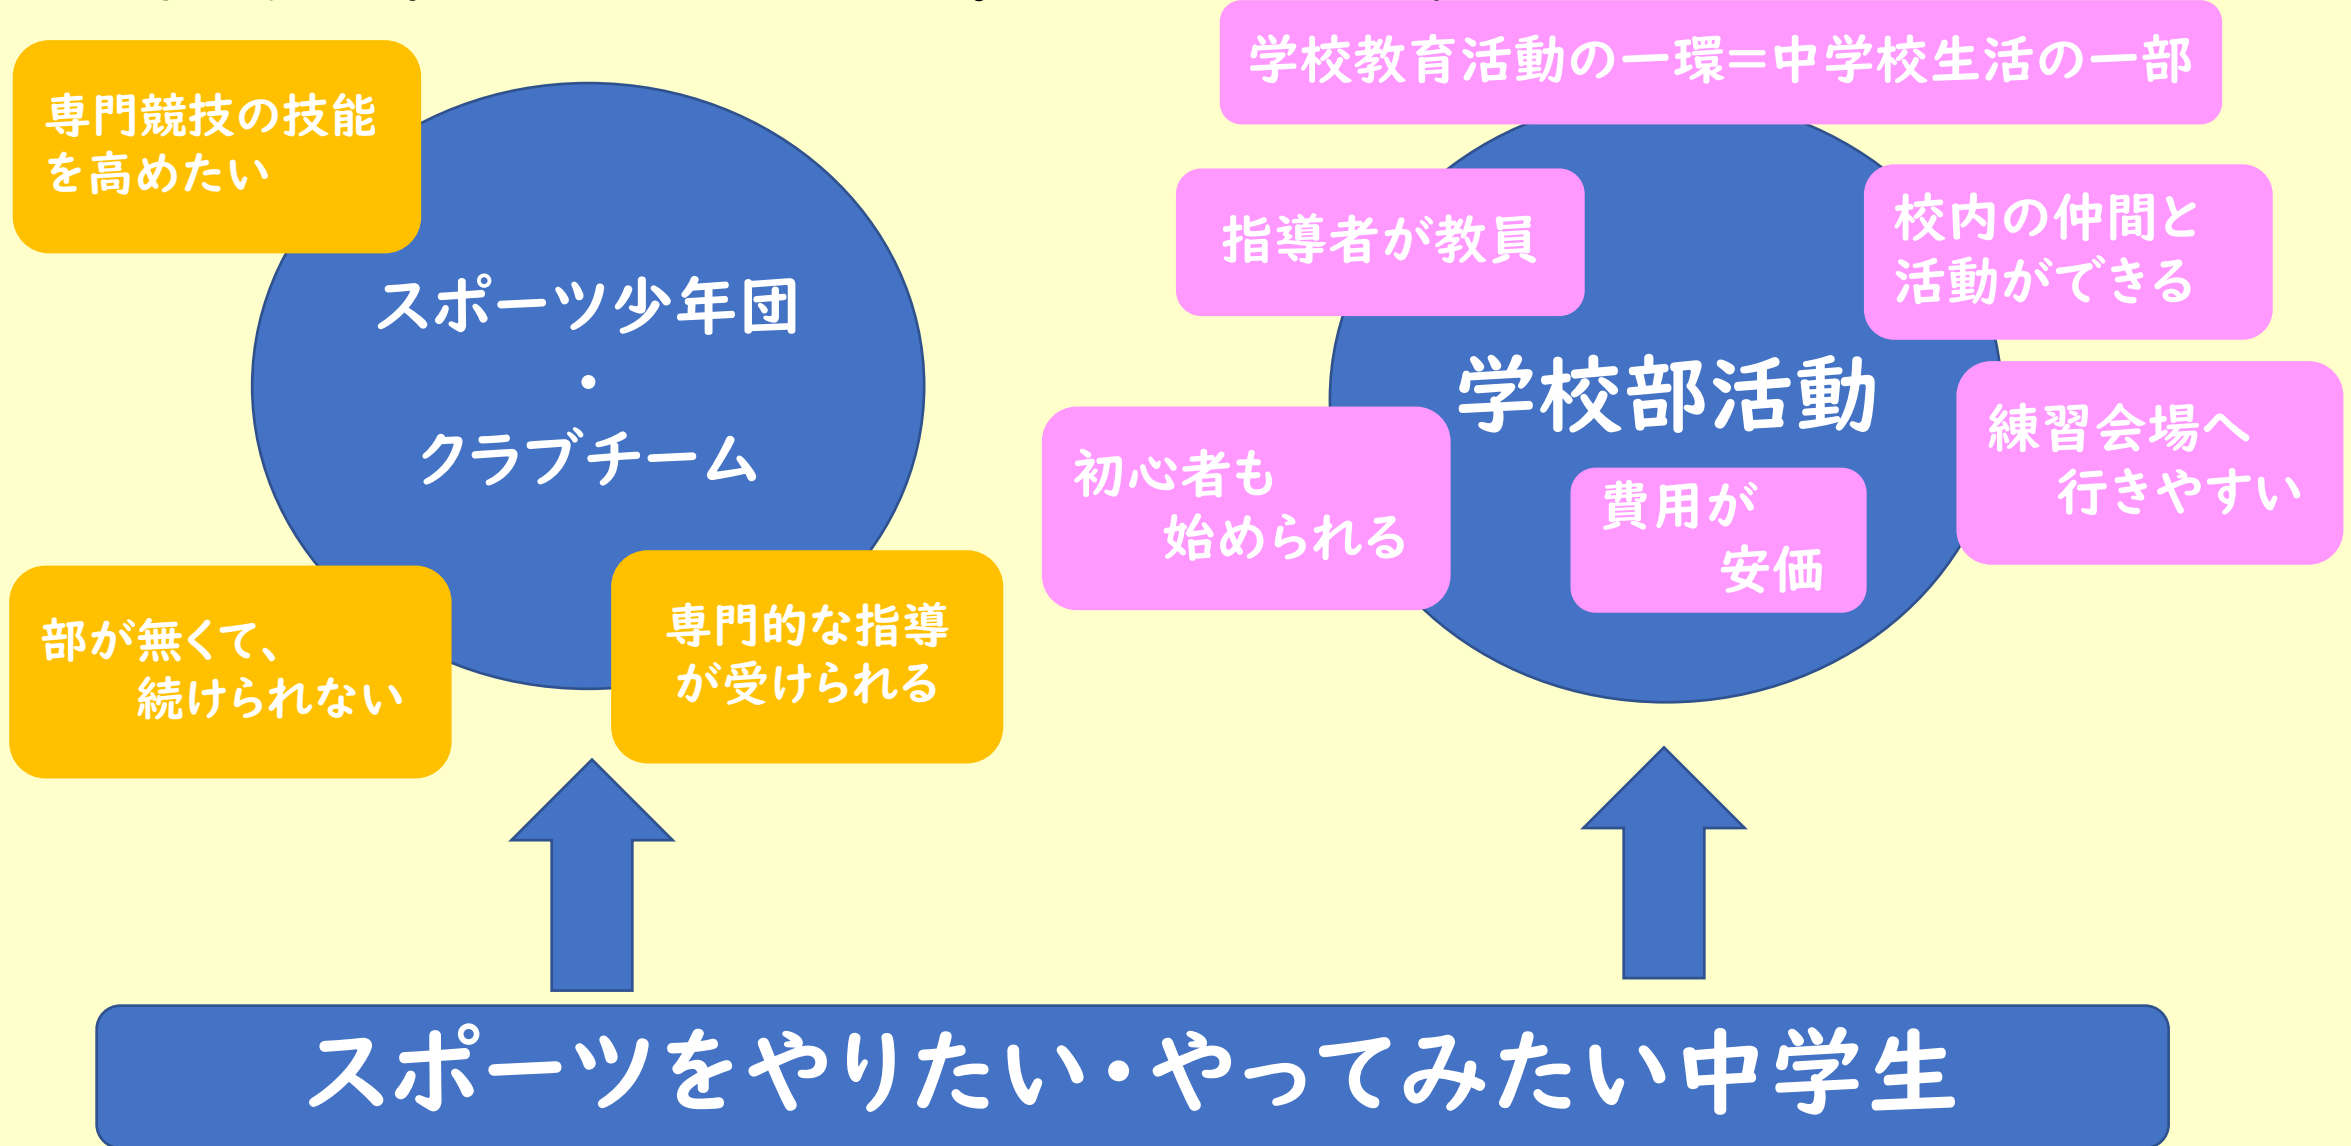 専門競技の技能
を高めたい
スポーツ少年団
・
クラブチーム
部が無くて、
続けられない
専門的な指導
が受けられる
学校教育活動の一環=中学校生活の一部
指導者が教員
校内の仲間と
活動ができる
学校部活動
初心者も
始められる
費用が
安価
練習会場へ
行きやすい
スポーツをやりたい・やってみたい中学生